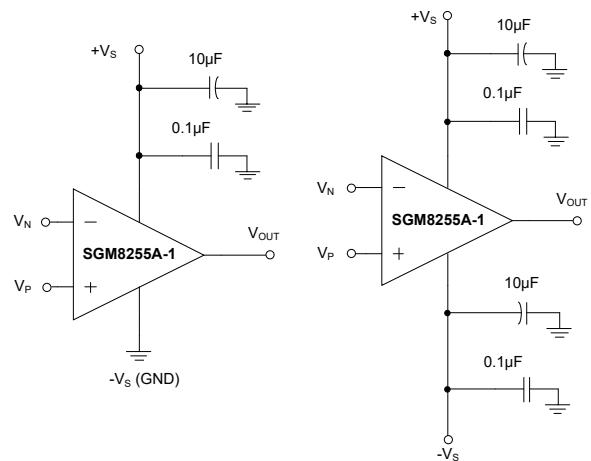 +VS
10µF
0.1µF
VN
VP
SGM8255A-1
VOUT
-VS (GND)
+VS
10µF
0.1µF
VN
VP
SGM8255A-1
VOUT
10µF
0.1µF
-VS